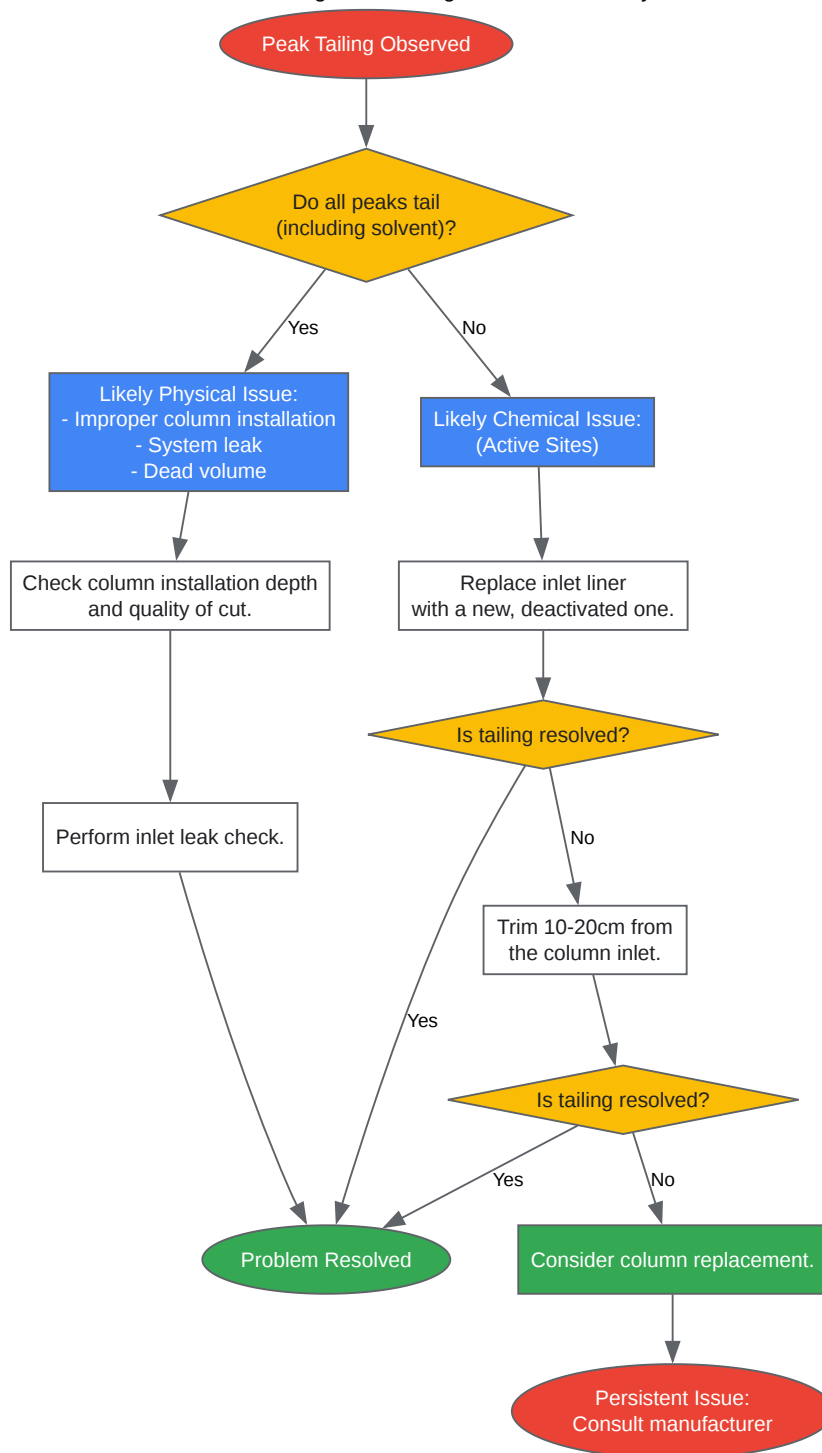 Peak Tailing Observed
Do all peaks tail
(including solvent)?
Yes
No
Likely Physical Issue:
- Improper column installation
- System leak
- Dead volume
Likely Chemical Issue:
(Active Sites)
Check column installation depth
and quality of cut.
Replace inlet liner
with a new, deactivated one.
Is tailing resolved?
Perform inlet leak check.
No
Trim 10-20cm from
the column inlet.
Yes
Is tailing resolved?
Yes
No
Problem Resolved
Consider column replacement.
Persistent Issue:
Consult manufacturer